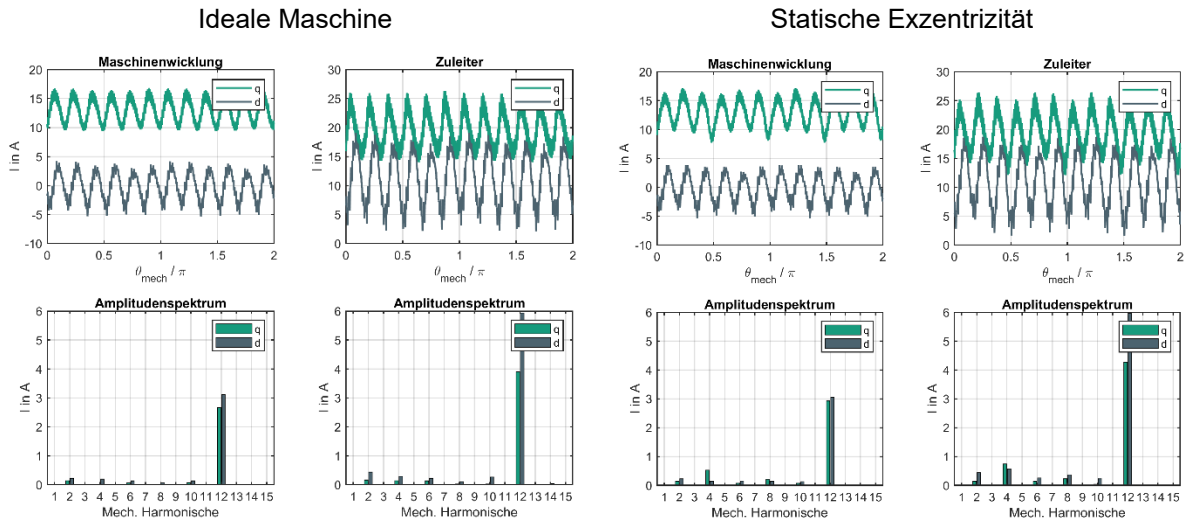 Ideale Maschine
Statische Exzentrizität
Maschinenwicklung
20
15
10
5
0
-5
-10
I in A
q
d
0 0.5 1 1.5 2
θmech / π
Zuleiter
30
25
20
15
10
5
0
I in A
q
d
0 0.5 1 1.5 2
θmech / π
Maschinenwicklung
20
15
10
5
0
-5
-10
I in A
q
d
0 0.5 1 1.5 2
θmech / π
Zuleiter
30
25
20
15
10
5
0
I in A
q
d
0 0.5 1 1.5 2
θmech / π
Amplitudenspektrum
6
5
4
3
2
1
0
I in A
q
d
1 2 3 4 5 6 7 8 9 10 11 12 13 14 15
Mech. Harmonische
Amplitudenspektrum
6
5
4
3
2
1
0
I in A
q
d
1 2 3 4 5 6 7 8 9 10 11 12 13 14 15
Mech. Harmonische
Amplitudenspektrum
6
5
4
3
2
1
0
I in A
q
d
1 2 3 4 5 6 7 8 9 10 11 12 13 14 15
Mech. Harmonische
Amplitudenspektrum
6
5
4
3
2
1
0
I in A
q
d
1 2 3 4 5 6 7 8 9 10 11 12 13 14 15
Mech. Harmonische